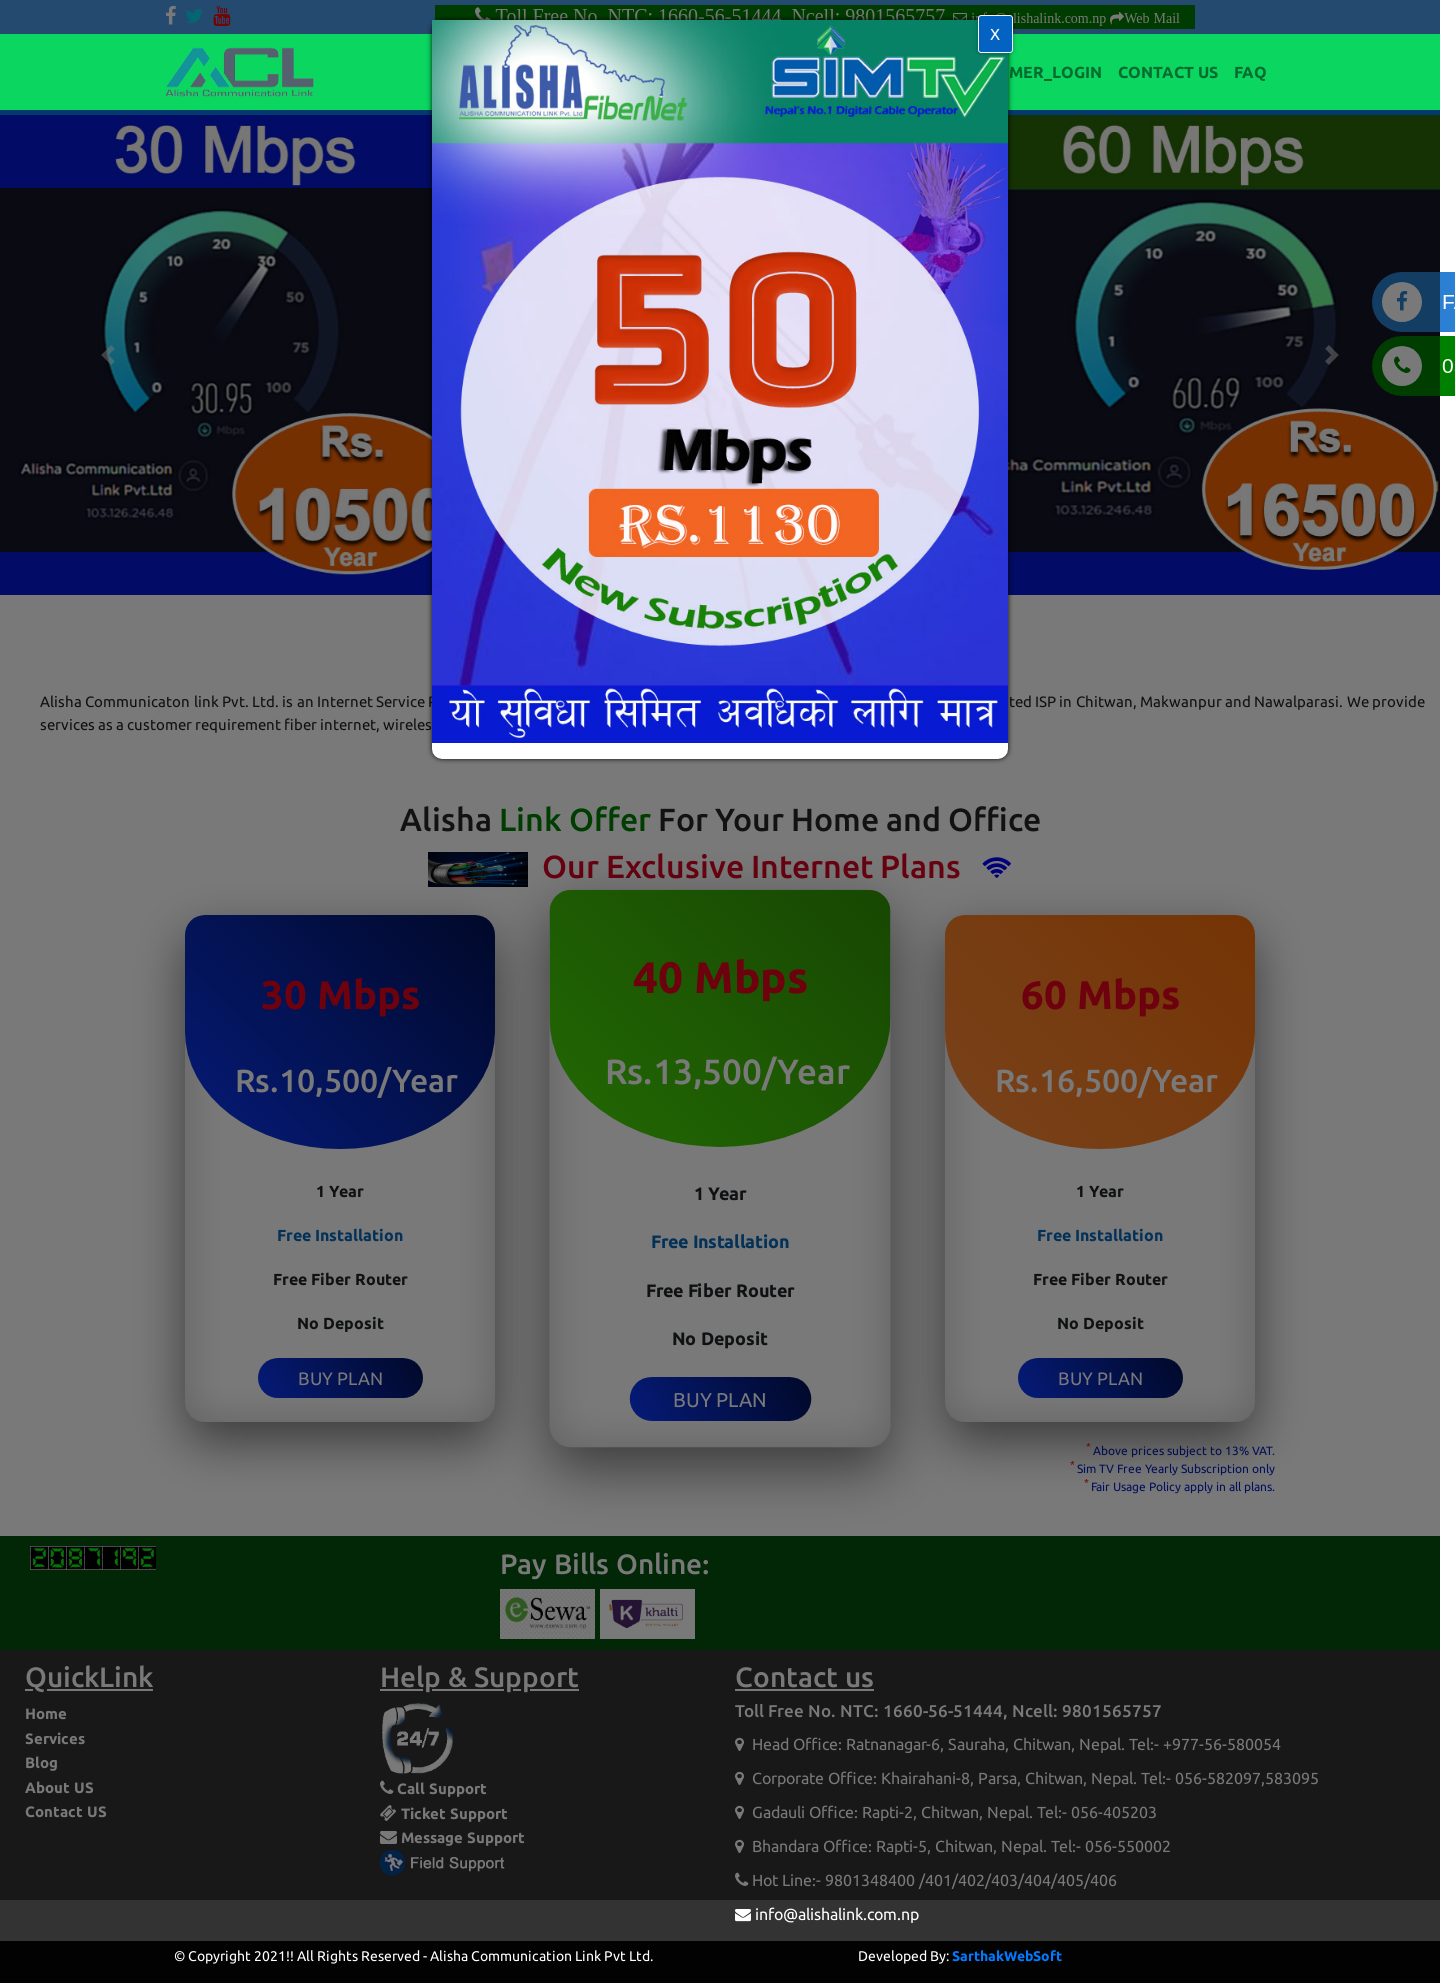 Toll Free No. NTC: 1660-56-51444, Ncell: 9801565757 info@alishalink.com.np Web Mail
ACL
Alisha Communication Link
MER_LOGIN CONTACT US FAQ
X
ALISHA FiberNet
ALISHA COMMUNICATION LINK Pvt. Ltd
SIMTV
Nepal's No.1 Digital Cable Operator
50
Mbps
RS.1130
New Subscription
यो सुविधा सिमित अवधिको लागि मात्र
30 Mbps
1 5 10 20 30 50 75 100 0
30.95
Mbps
Alisha Communication
Link Pvt.Ltd
103.126.246.48
Rs.
10500
Year
60 Mbps
1 5 10 20 30 50 75 100 0
60.69
Mbps
sha Communication
Link Pvt.Ltd
103.126.246.48
Rs.
16500
Year
F
0
Alisha Communicaton link Pvt. Ltd. is an Internet Service ted ISP in Chitwan, Makwanpur and Nawalparasi. We provide
services as a customer requirement fiber internet, wireles
Alisha Link Offer For Your Home and Office
Our Exclusive Internet Plans
30 Mbps
Rs.10,500/Year
1 Year
Free Installation
Free Fiber Router
No Deposit
BUY PLAN
40 Mbps
Rs.13,500/Year
1 Year
Free Installation
Free Fiber Router
No Deposit
BUY PLAN
60 Mbps
Rs.16,500/Year
1 Year
Free Installation
Free Fiber Router
No Deposit
BUY PLAN
* Above prices subject to 13% VAT.
* Sim TV Free Yearly Subscription only
* Fair Usage Policy apply in all plans.
2087192
Pay Bills Online:
e-Sewa
www.esewa.com.np
khalti
QuickLink
Home
Services
Blog
About US
Contact US
Help & Support
24/7
Call Support
Ticket Support
Message Support
Field Support
Contact us
Toll Free No. NTC: 1660-56-51444, Ncell: 9801565757
Head Office: Ratnanagar-6, Sauraha, Chitwan, Nepal. Tel:- +977-56-580054
Corporate Office: Khairahani-8, Parsa, Chitwan, Nepal. Tel:- 056-582097,583095
Gadauli Office: Rapti-2, Chitwan, Nepal. Tel:- 056-405203
Bhandara Office: Rapti-5, Chitwan, Nepal. Tel:- 056-550002
Hot Line:- 9801348400 /401/402/403/404/405/406
info@alishalink.com.np
© Copyright 2021!! All Rights Reserved - Alisha Communication Link Pvt Ltd.
Developed By: SarthakWebSoft